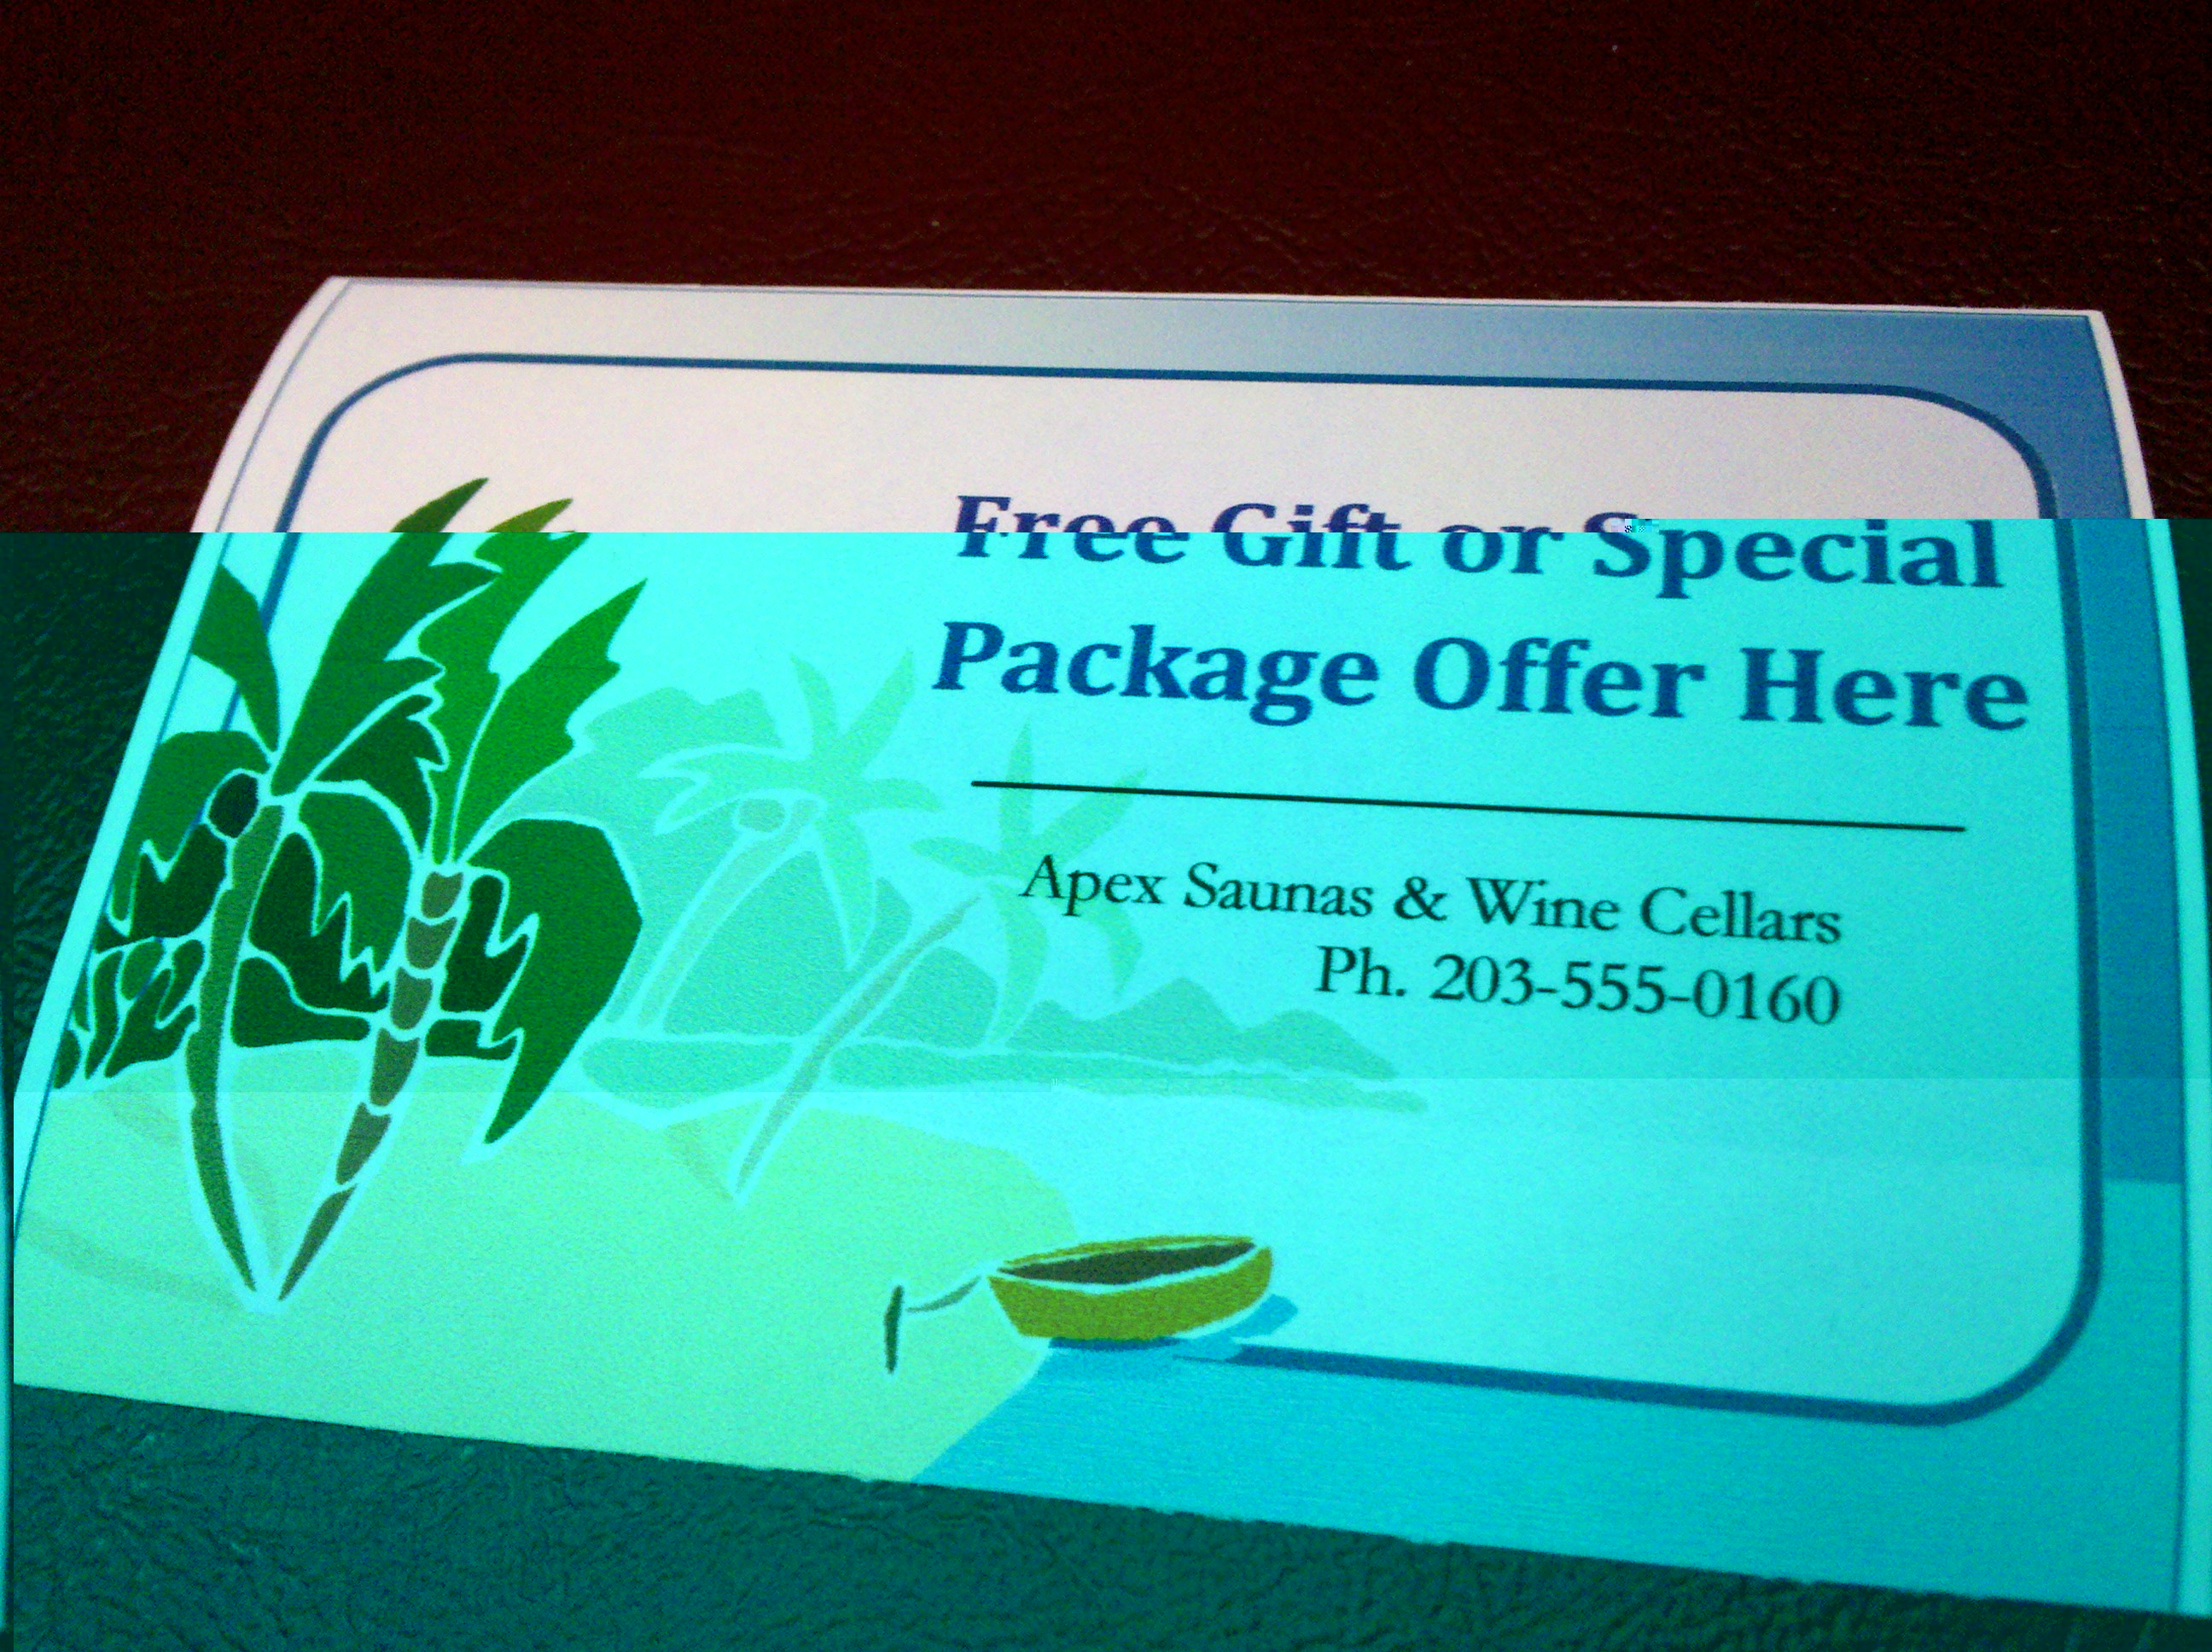 Free Gift or Special
Package Offer Here
Apex Saunas & Wine Cellars
Ph. 203-555-0160